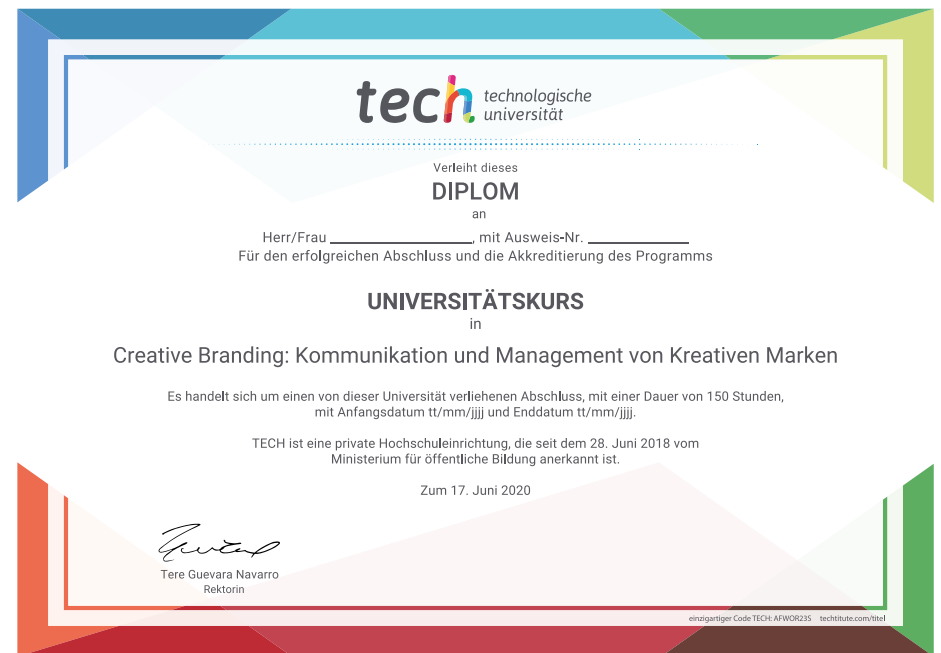 tech technologische
universität
Verleiht dieses
DIPLOM
an
Herr/Frau ____________________, mit Ausweis-Nr. ______________
Für den erfolgreichen Abschluss und die Akkreditierung des Programms
UNIVERSITÄTSKURS
in
Creative Branding: Kommunikation und Management von Kreativen Marken
Es handelt sich um einen von dieser Universität verliehenen Abschluss, mit einer Dauer von 150 Stunden,
mit Anfangsdatum tt/mm/jjjj und Enddatum tt/mm/jjjj.
TECH ist eine private Hochschuleinrichtung, die seit dem 28. Juni 2018 vom
Ministerium für öffentliche Bildung anerkannt ist.
Zum 17. Juni 2020
Tere Guevara Navarro
Rektorin
einzigartiger Code TECH: AFWOR23S techtitute.com/titel